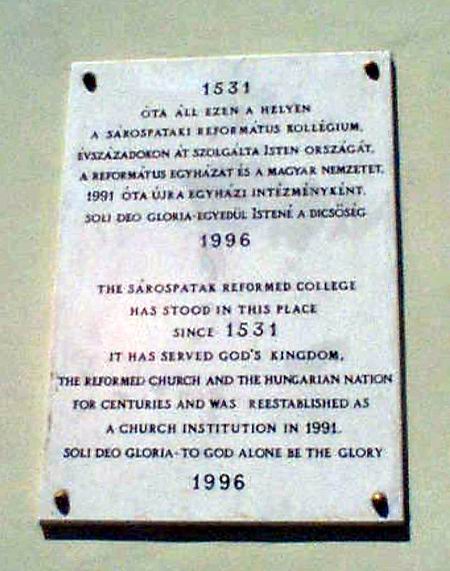 1531
ÓTA ÁLL EZEN A HELYEN
A SÁROSPATAKI REFORMÁTUS KOLLÉGIUM.
ÉVSZÁZADOKON ÁT SZOLGÁLTA ISTEN ORSZÁGÁT,
A REFORMÁTUS EGYHÁZAT ÉS A MAGYAR NEMZETET,
1991 ÓTA ÚJRA EGYHÁZI INTÉZMÉNYKÉNT.
SOLI DEO GLORIA-EGYEDÜL ISTENÉ A DICSŐSÉG
1996
THE SÁROSPATAK REFORMED COLLEGE
HAS STOOD IN THIS PLACE
SINCE 1531
IT HAS SERVED GOD'S KINGDOM,
THE REFORMED CHURCH AND THE HUNGARIAN NATION
FOR CENTURIES AND WAS REESTABLISHED AS
A CHURCH INSTITUTION IN 1991.
SOLI DEO GLORIA-TO GOD ALONE BE THE GLORY
1996